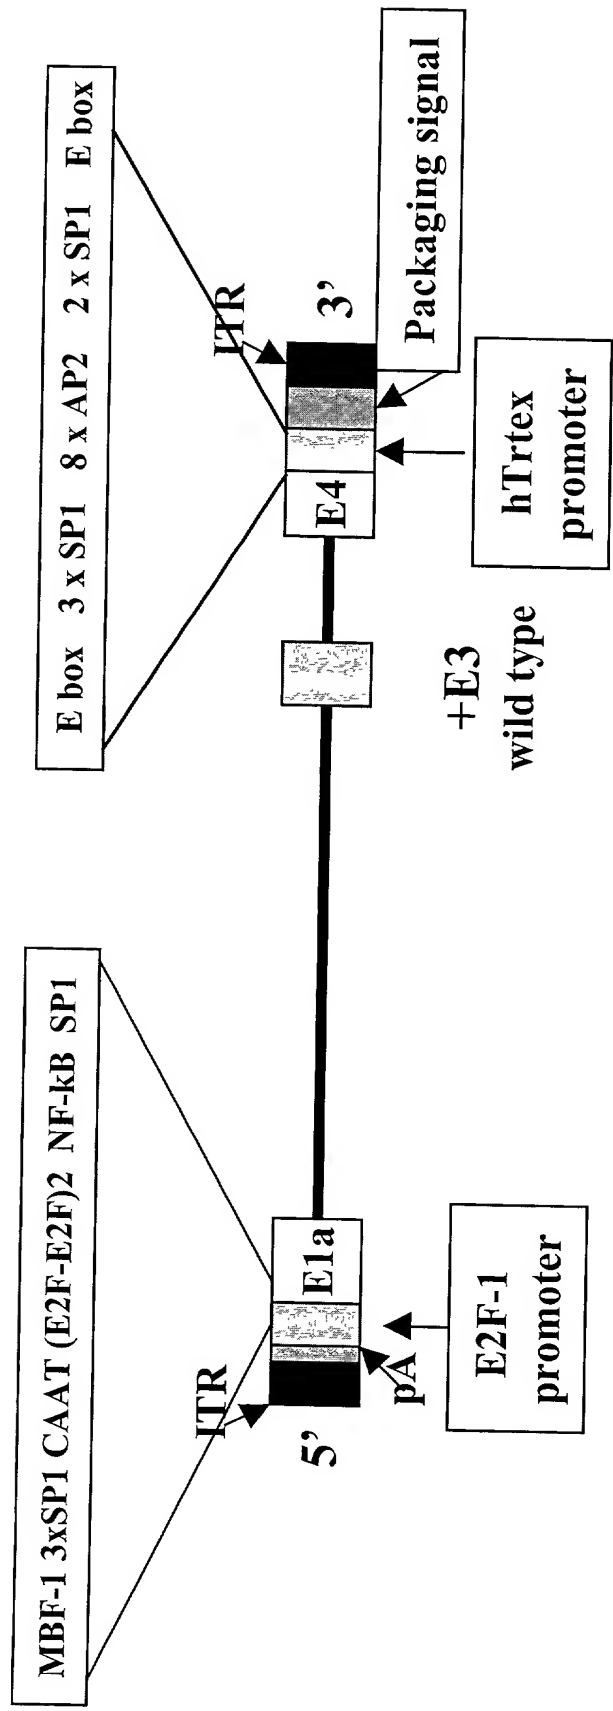 MBF-1 3xSP1 CAAT (E2F-E2F)2 NF-kB SP1
E box 3 x SP1 8 x AP2 2 x SP1 E box
ITR
ITR
5'
E1a
E4
3'
pA
E2F-1
promoter
+E3
wild type
hTrtex
promoter
Packaging signal